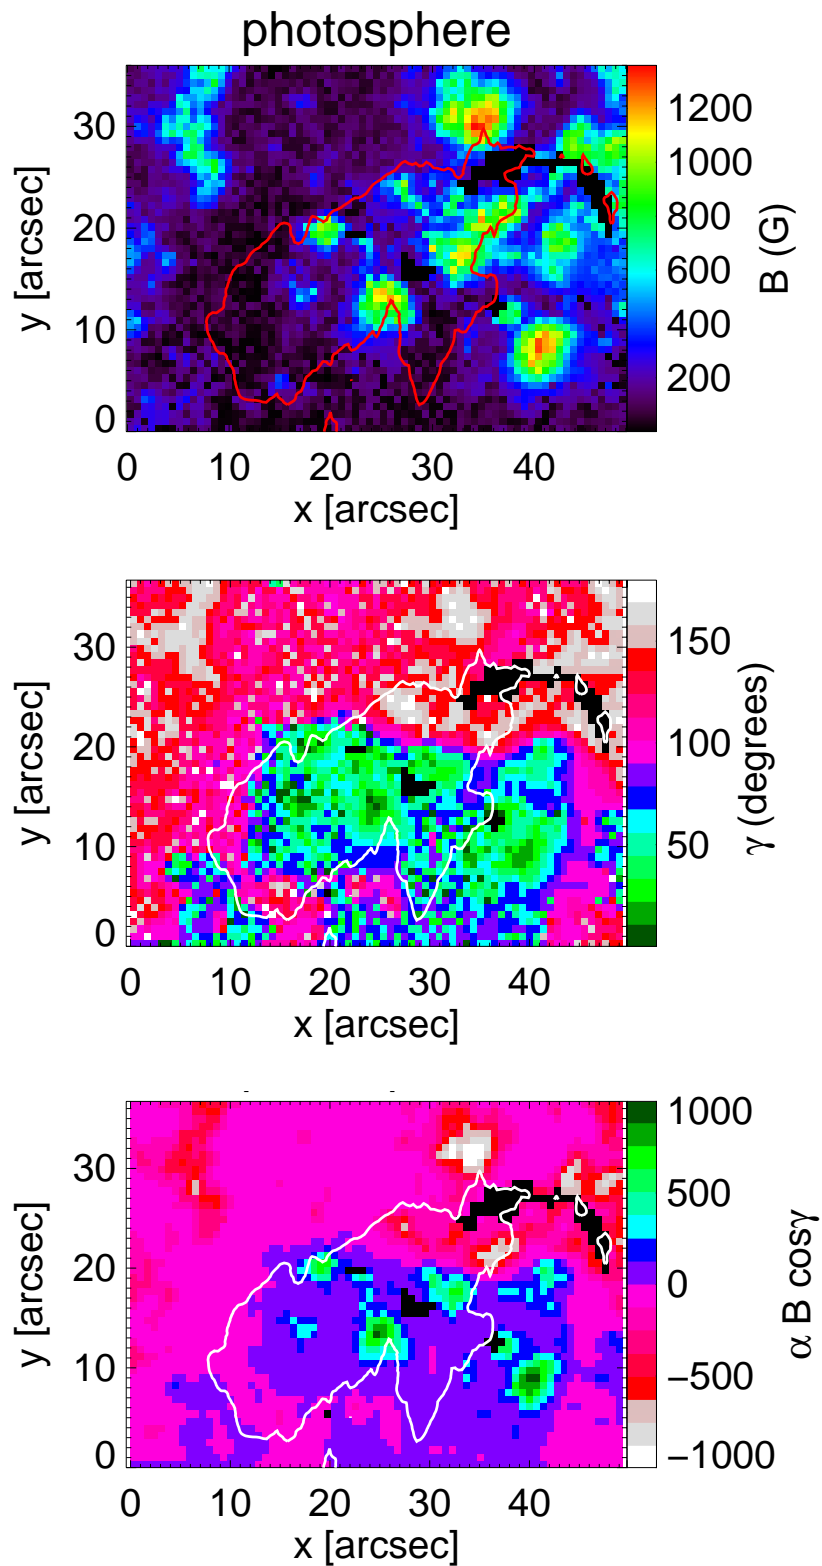 photosphere
30
20
10
0
y [arcsec]
0 10 20 30 40
x [arcsec]
1200
1000
800
600
400
200
B (G)
30
20
10
0
y [arcsec]
0 10 20 30 40
x [arcsec]
150
100
50
γ (degrees)
30
20
10
0
y [arcsec]
0 10 20 30 40
x [arcsec]
1000
500
0
−500
−1000
α B cosγ